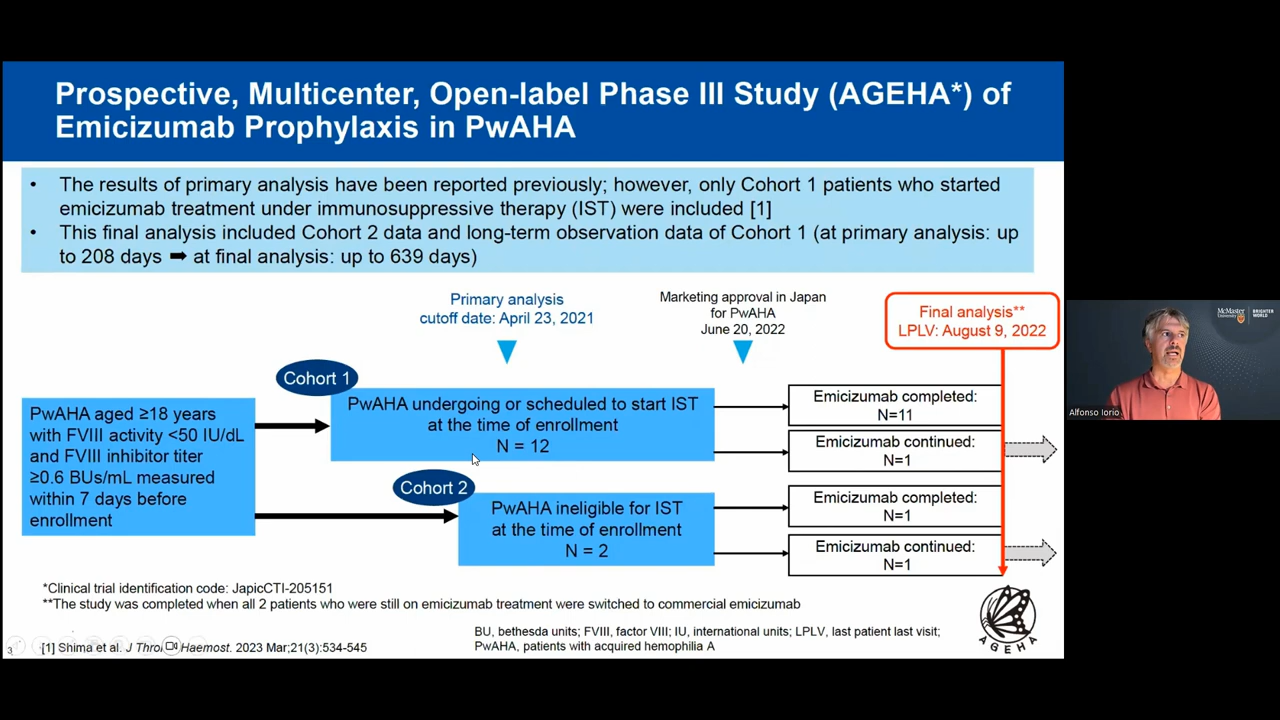 Prospective, Multicenter, Open-label Phase III Study (AGEHA*) of
Emicizumab Prophylaxis in PwAHA
• The results of primary analysis have been reported previously; however, only Cohort 1 patients who started
emicizumab treatment under immunosuppressive therapy (IST) were included [1]
• This final analysis included Cohort 2 data and long-term observation data of Cohort 1 (at primary analysis: up
to 208 days ➡ at final analysis: up to 639 days)
Primary analysis
cutoff date: April 23, 2021
Marketing approval in Japan
for PwAHA
June 20, 2022
Final analysis**
LPLV: August 9, 2022
Cohort 1
PwAHA aged ≥18 years
with FVIII activity <50 IU/dL
and FVIII inhibitor titer
≥0.6 BUs/mL measured
within 7 days before
enrollment
PwAHA undergoing or scheduled to start IST
at the time of enrollment
N = 12
Emicizumab completed:
N=11
Emicizumab continued:
N=1
Cohort 2
PwAHA ineligible for IST
at the time of enrollment
N = 2
Emicizumab completed:
N=1
Emicizumab continued:
N=1
*Clinical trial identification code: JapicCTI-205151
**The study was completed when all 2 patients who were still on emicizumab treatment were switched to commercial emicizumab
BU, bethesda units; FVIII, factor VIII; IU, international units; LPLV, last patient last visit;
PwAHA, patients with acquired hemophilia A
[1] Shima et al. J Thro Haemost. 2023 Mar;21(3):534-545
3
AGEHA
McMaster
University
BRIGHTER
WORLD
Alfonso Iorio